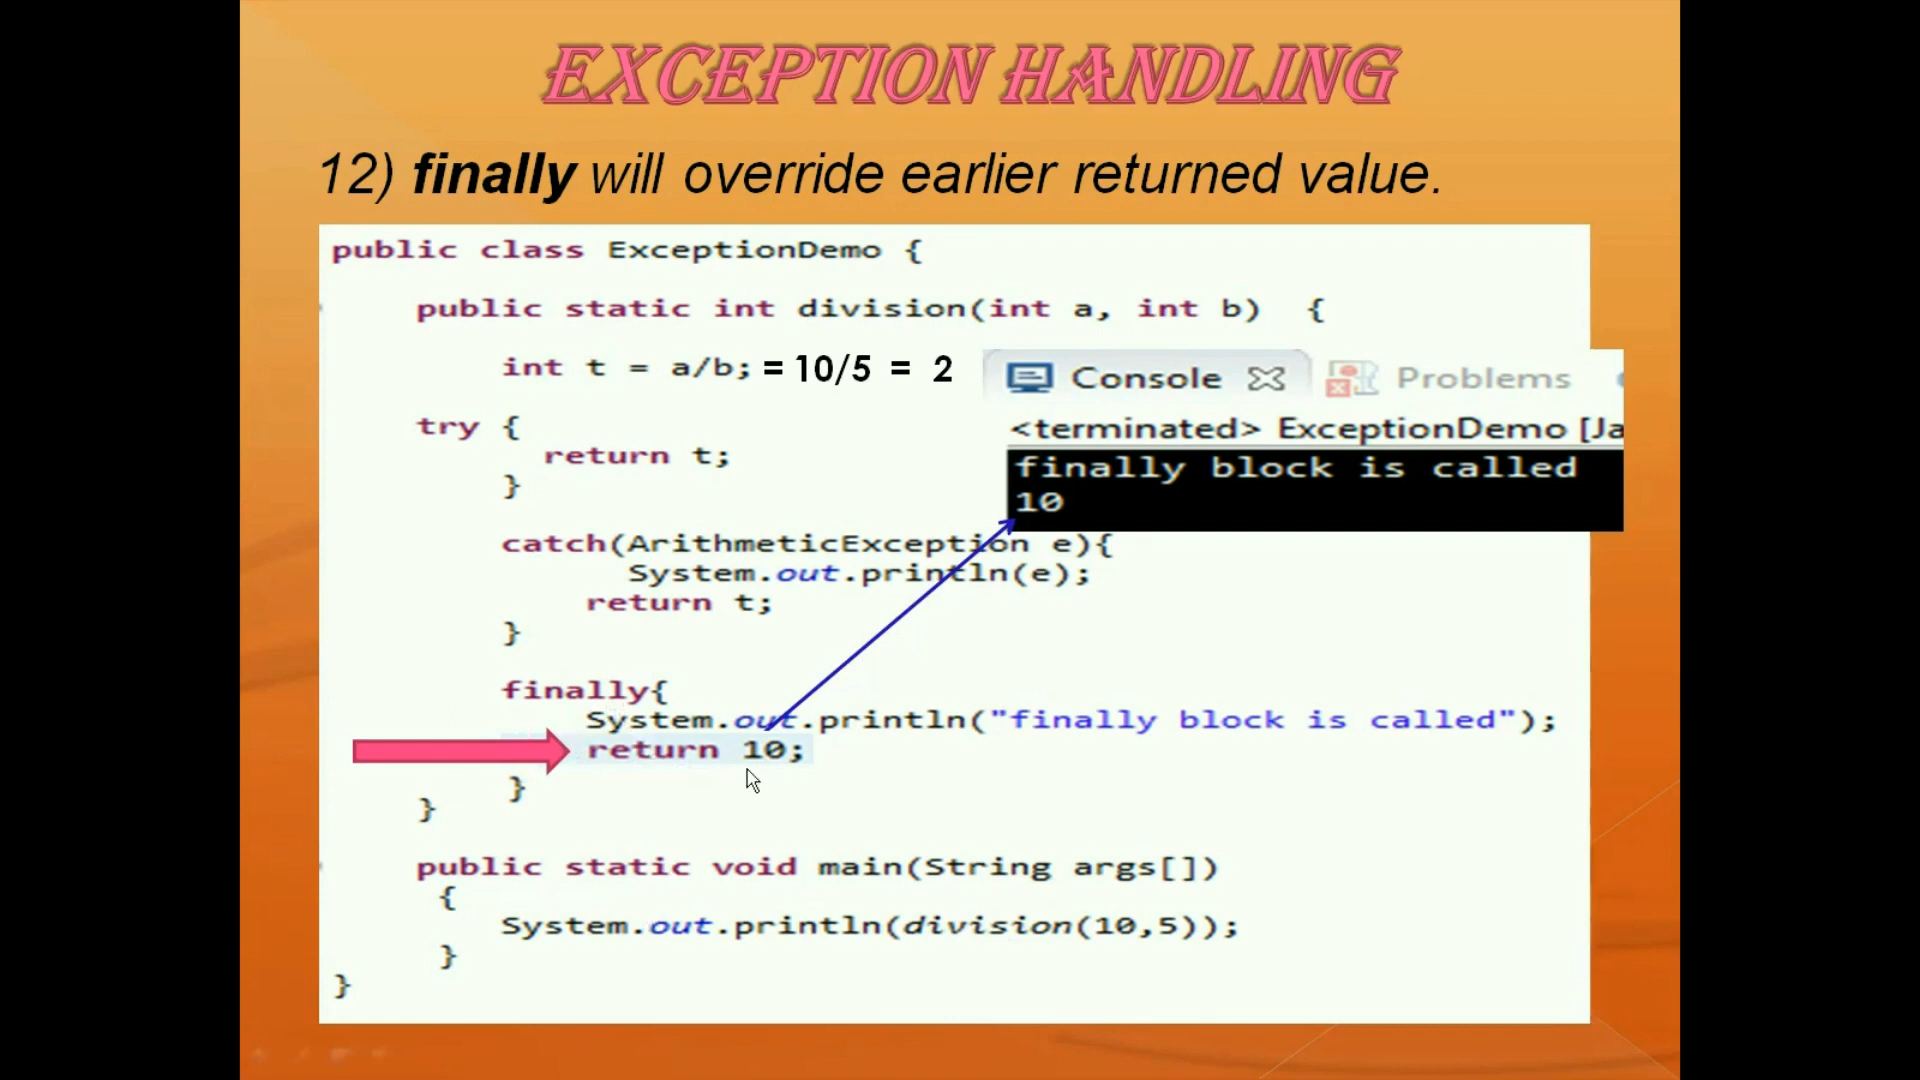 EXCEPTION HANDLING
12) finally will override earlier returned value.
public class ExceptionDemo {
public static int division(int a, int b) {
int t = a/b; = 10/5 = 2
Console Problems
<terminated> ExceptionDemo [Ja
finally block is called
10
try {
return t;
}
catch(ArithmeticException e){
System.out.println(e);
return t;
}
finally{
System.out.println("finally block is called");
return 10;
}
}
public static void main(String args[])
{
System.out.println(division(10,5));
}
}